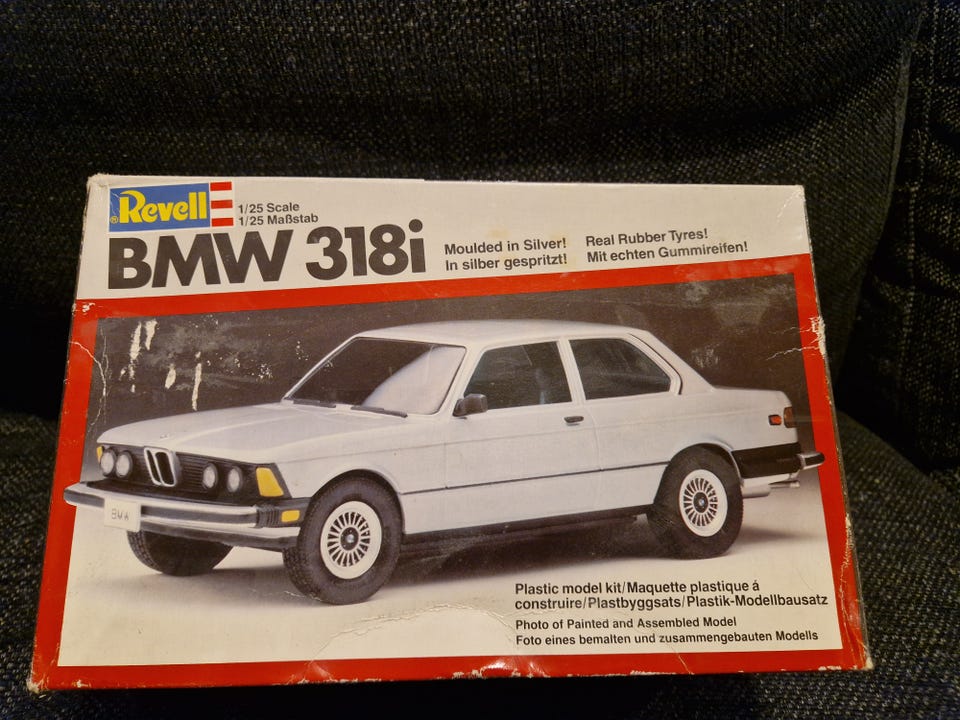 Revell
1/25 Scale
1/25 Maßstab
BMW 318i
Moulded in Silver!
In silber gespritzt!
Real Rubber Tyres!
Mit echten Gummireifen!
BMW
Plastic model kit/Maquette plastique á
construire/Plastbyggsats/Plastik-Modellbausatz
Photo of Painted and Assembled Model
Foto eines bemalten und zusammengebauten Modells